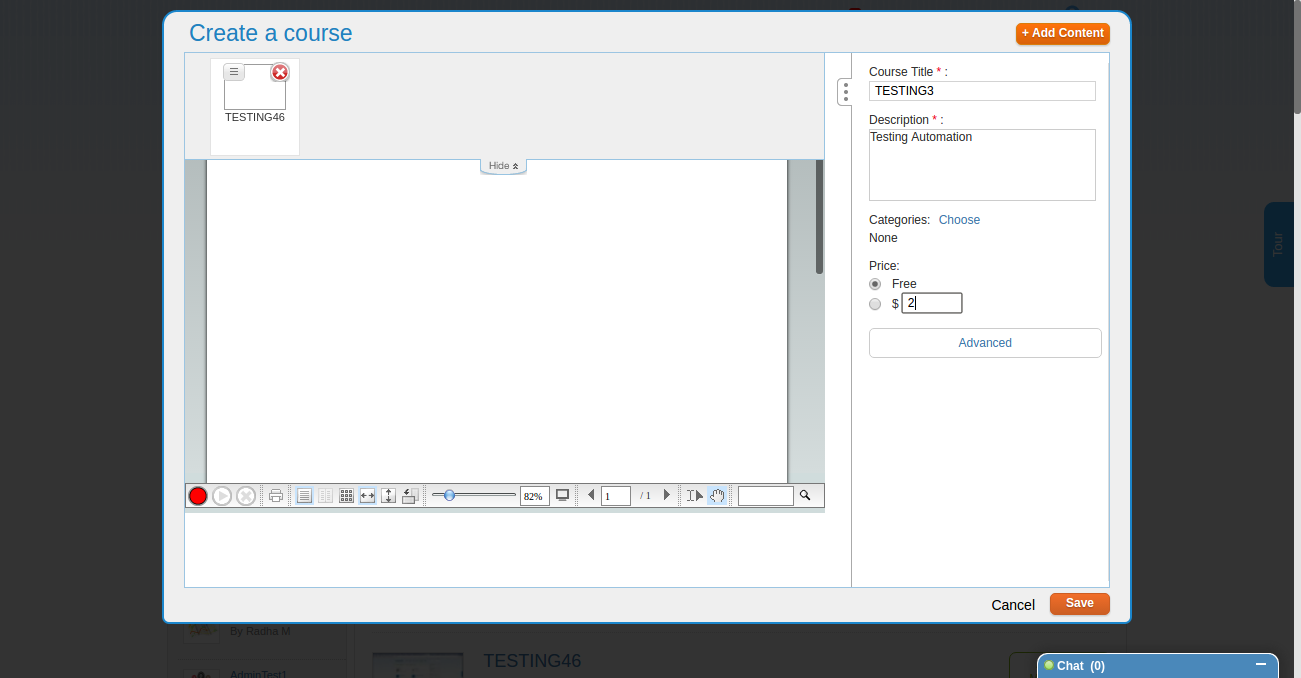 Create a course
+ Add Content
TESTING46
Hide
Course Title * :
TESTING3
Description * :
Testing Automation
Categories: Choose
None
Price:
Free
$ 2
Advanced
Tour
82%
1 / 1
Cancel Save
By Radha M
AdminTest1
TESTING46
Chat (0)